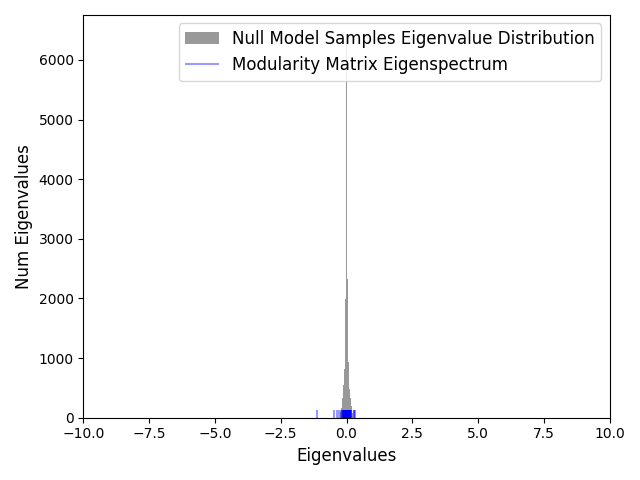 Null Model Samples Eigenvalue Distribution
Modularity Matrix Eigenspectrum
Num Eigenvalues
6000
5000
4000
3000
2000
1000
0
−10.0 −7.5 −5.0 −2.5 0.0 2.5 5.0 7.5 10.0
Eigenvalues